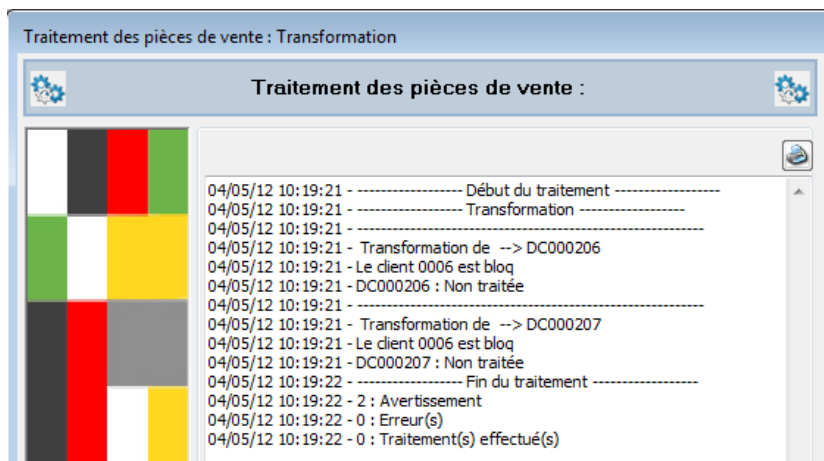 Traitement des pièces de vente : Transformation
Traitement des pièces de vente :
04/05/12 10:19:21 - ------------------ Début du traitement ------------------
04/05/12 10:19:21 - ------------------ Transformation ------------------
04/05/12 10:19:21 - -----------------------------------------------------------
04/05/12 10:19:21 - Transformation de --> DC000206
04/05/12 10:19:21 - Le client 0006 est bloq
04/05/12 10:19:21 - DC000206 : Non traitée
04/05/12 10:19:21 - -----------------------------------------------------------
04/05/12 10:19:21 - Transformation de --> DC000207
04/05/12 10:19:21 - Le client 0006 est bloq
04/05/12 10:19:21 - DC000207 : Non traitée
04/05/12 10:19:22 - ------------------ Fin du traitement ------------------
04/05/12 10:19:22 - 2 : Avertissement
04/05/12 10:19:22 - 0 : Erreur(s)
04/05/12 10:19:22 - 0 : Traitement(s) effectué(s)